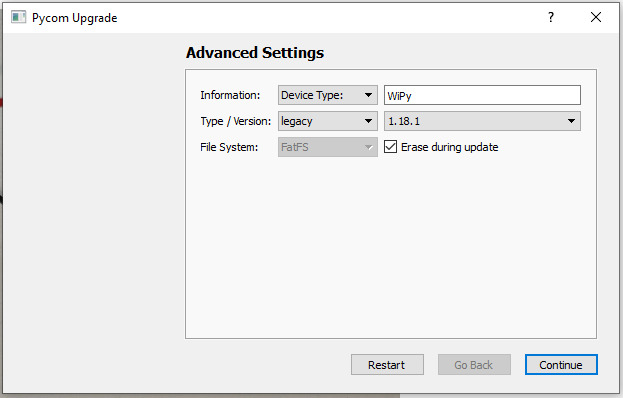 Pycom Upgrade
?
Advanced Settings
Information: Device Type: WiPy
Type / Version: legacy 1.18.1
File System: FatFS Erase during update
Restart Go Back Continue